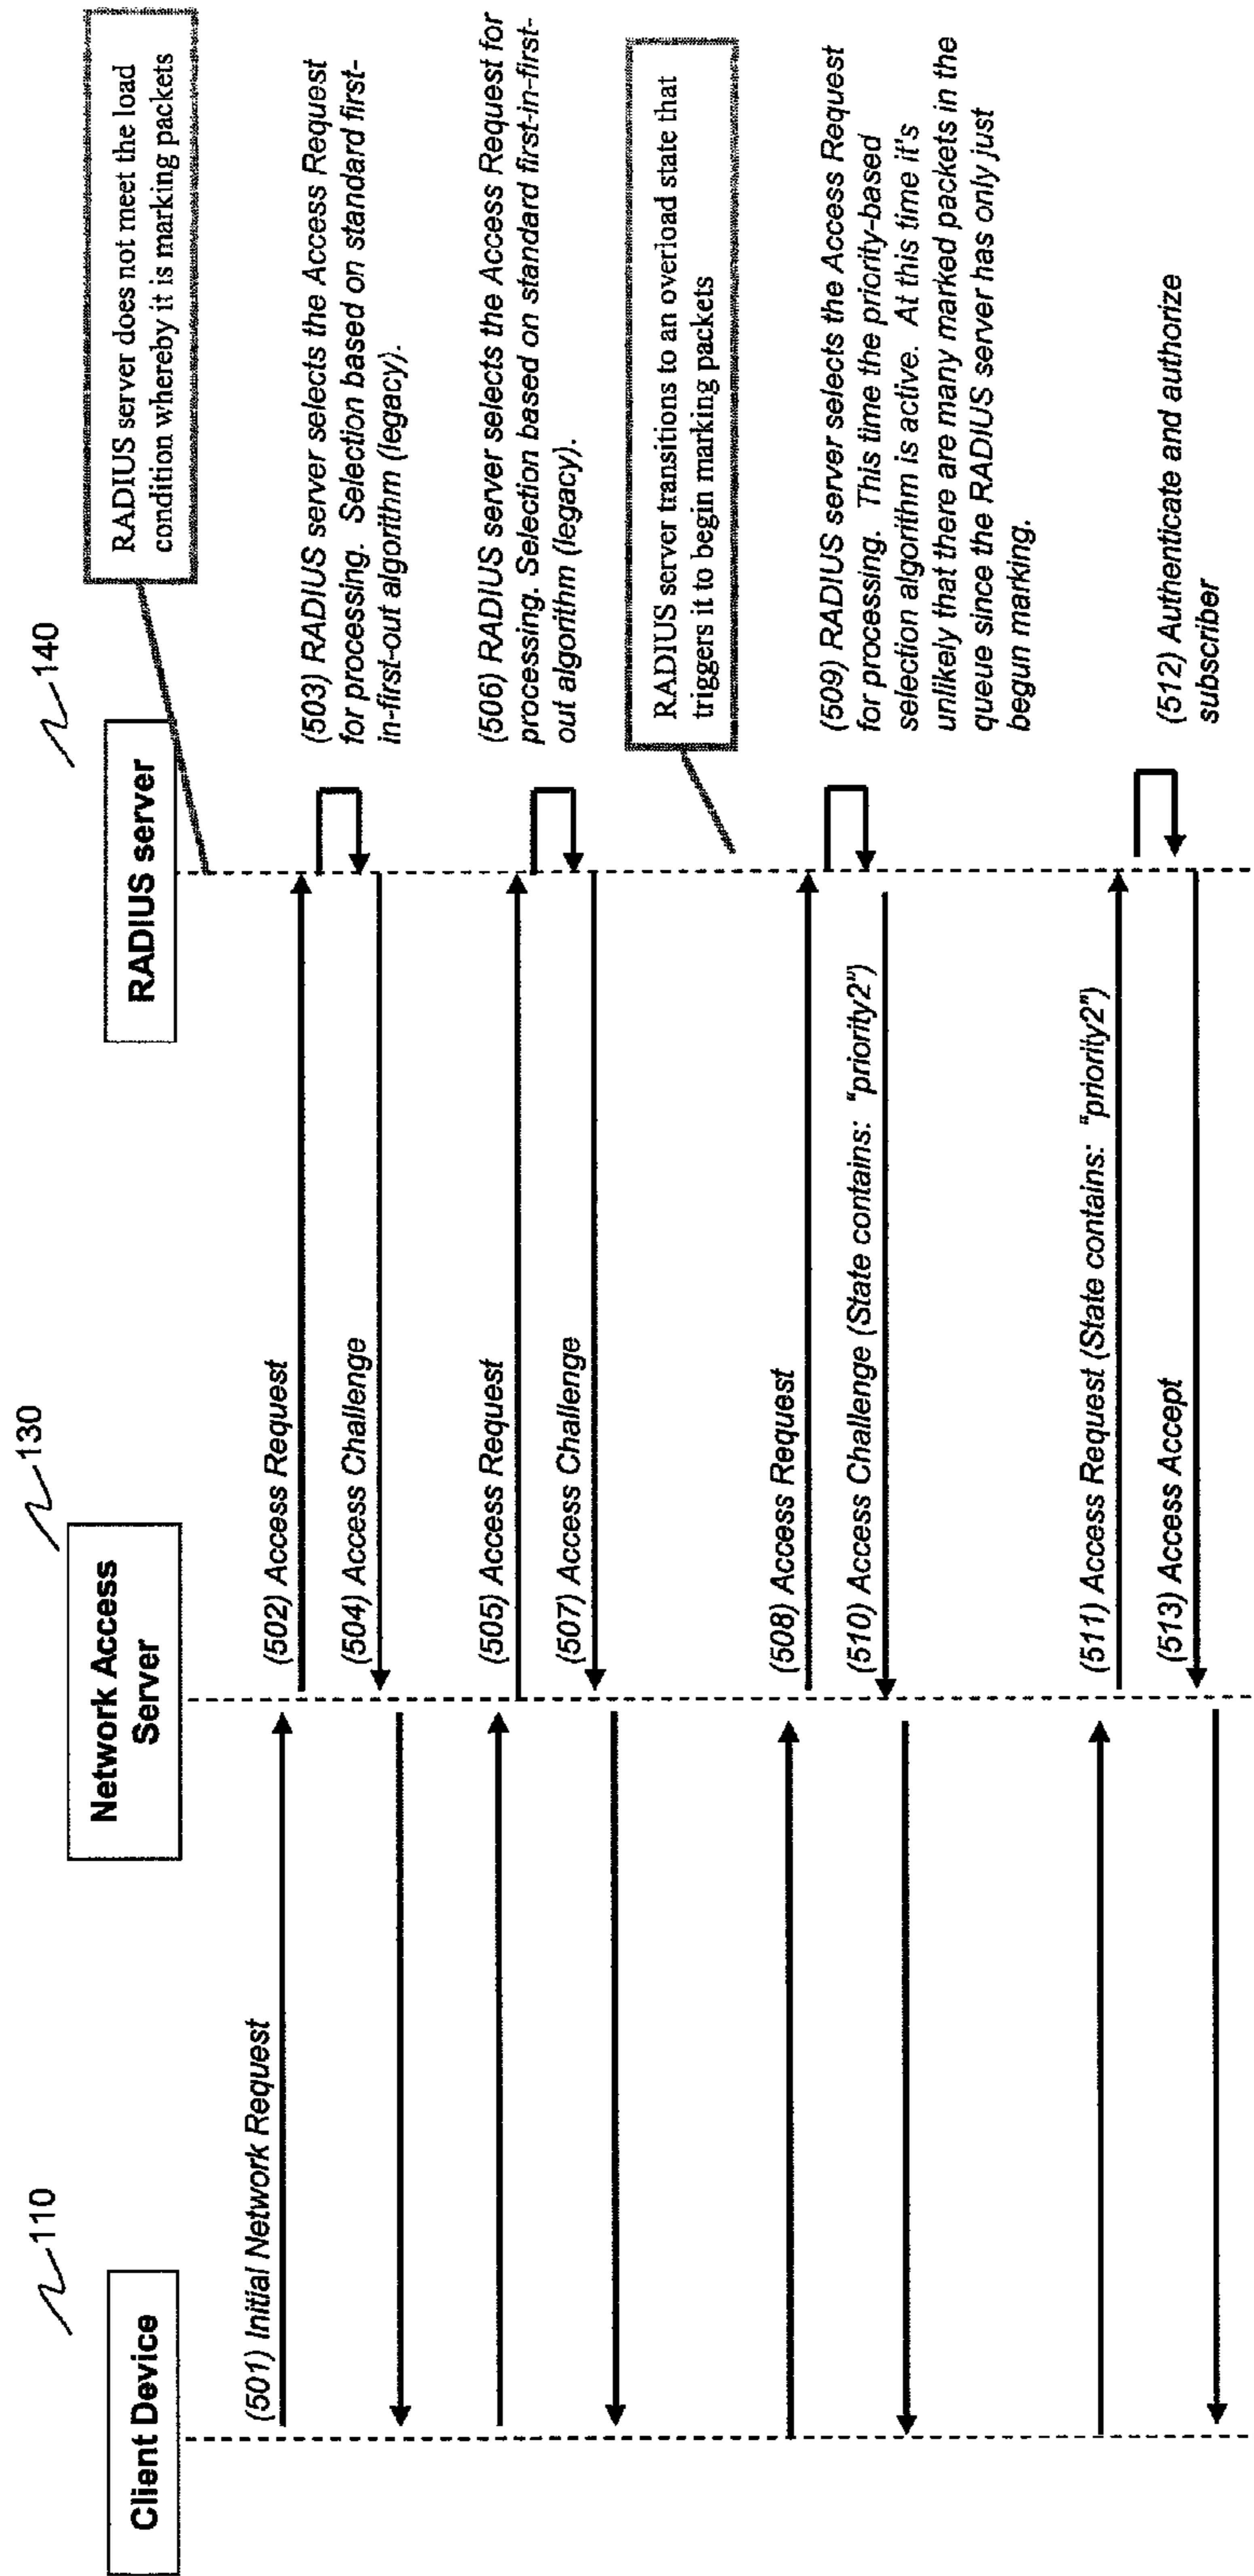 110
130
140
Client Device
Network Access
Server
RADIUS server
RADIUS server does not meet the load
condition whereby it is marking packets
(501) Initial Network Request
(502) Access Request
(503) RADIUS server selects the Access Request
for processing. Selection based on standard first-
in-first-out algorithm (legacy).
(504) Access Challenge
(505) Access Request
(506) RADIUS server selects the Access Request for
processing. Selection based on standard first-in-first-
out algorithm (legacy).
(507) Access Challenge
RADIUS server transitions to an overload state that
triggers it to begin marking packets
(508) Access Request
(509) RADIUS server selects the Access Request
for processing. This time the priority-based
selection algorithm is active. At this time it's
unlikely that there are many marked packets in the
queue since the RADIUS server has only just
begun marking.
(510) Access Challenge (State contains: "priority2")
(511) Access Request (State contains: "priority2")
(512) Authenticate and authorize
subscriber
(513) Access Accept